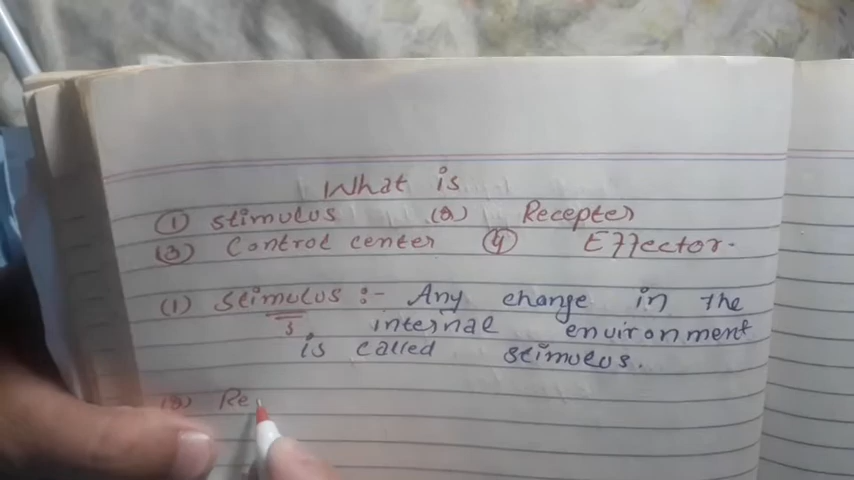 What is
(1) stimulus (2) Recepter
(3) Control center (4) Effector.
(1) Stimulus :- Any change in the
internal environment
is called stimulus.
(2) Re